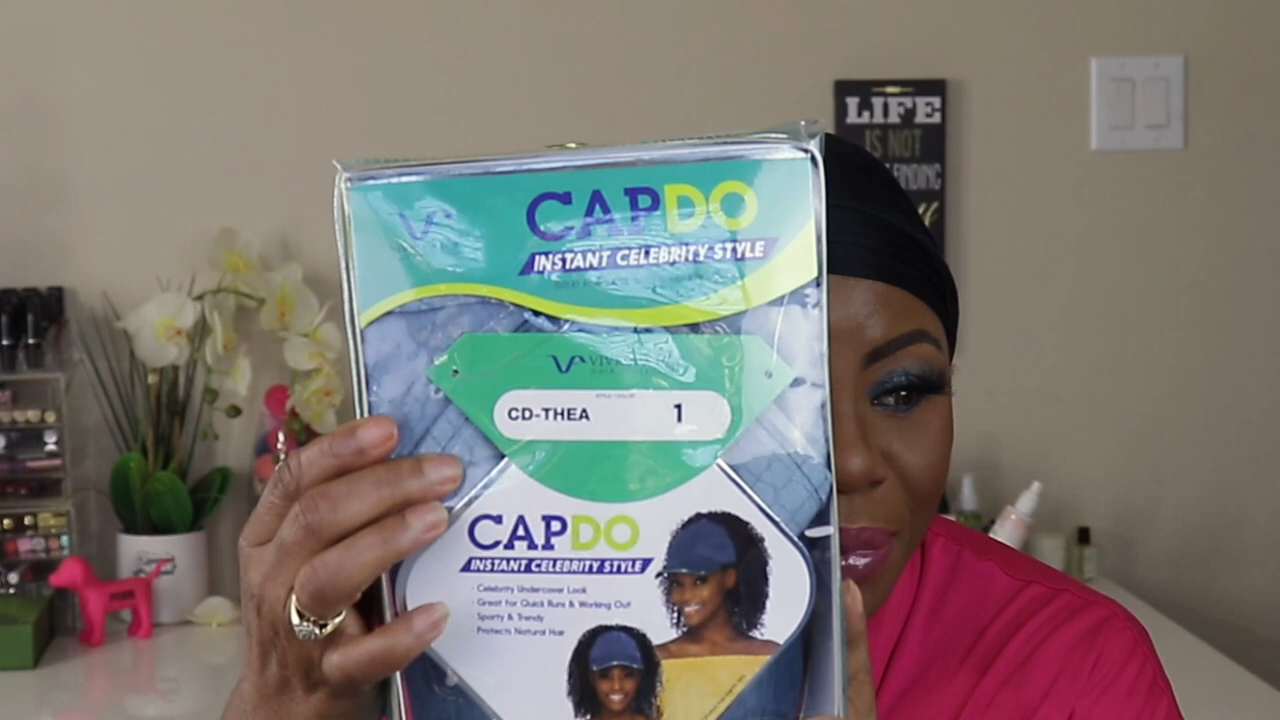 LIFE
IS NOT
FINDING
CAPDO
INSTANT CELEBRITY STYLE
CD-THEA 1
CAPDO
INSTANT CELEBRITY STYLE
· Celebrity Undercover Look
· Great for Quick Runs & Working Out
· Sporty & Trendy
· Protects Natural Hair